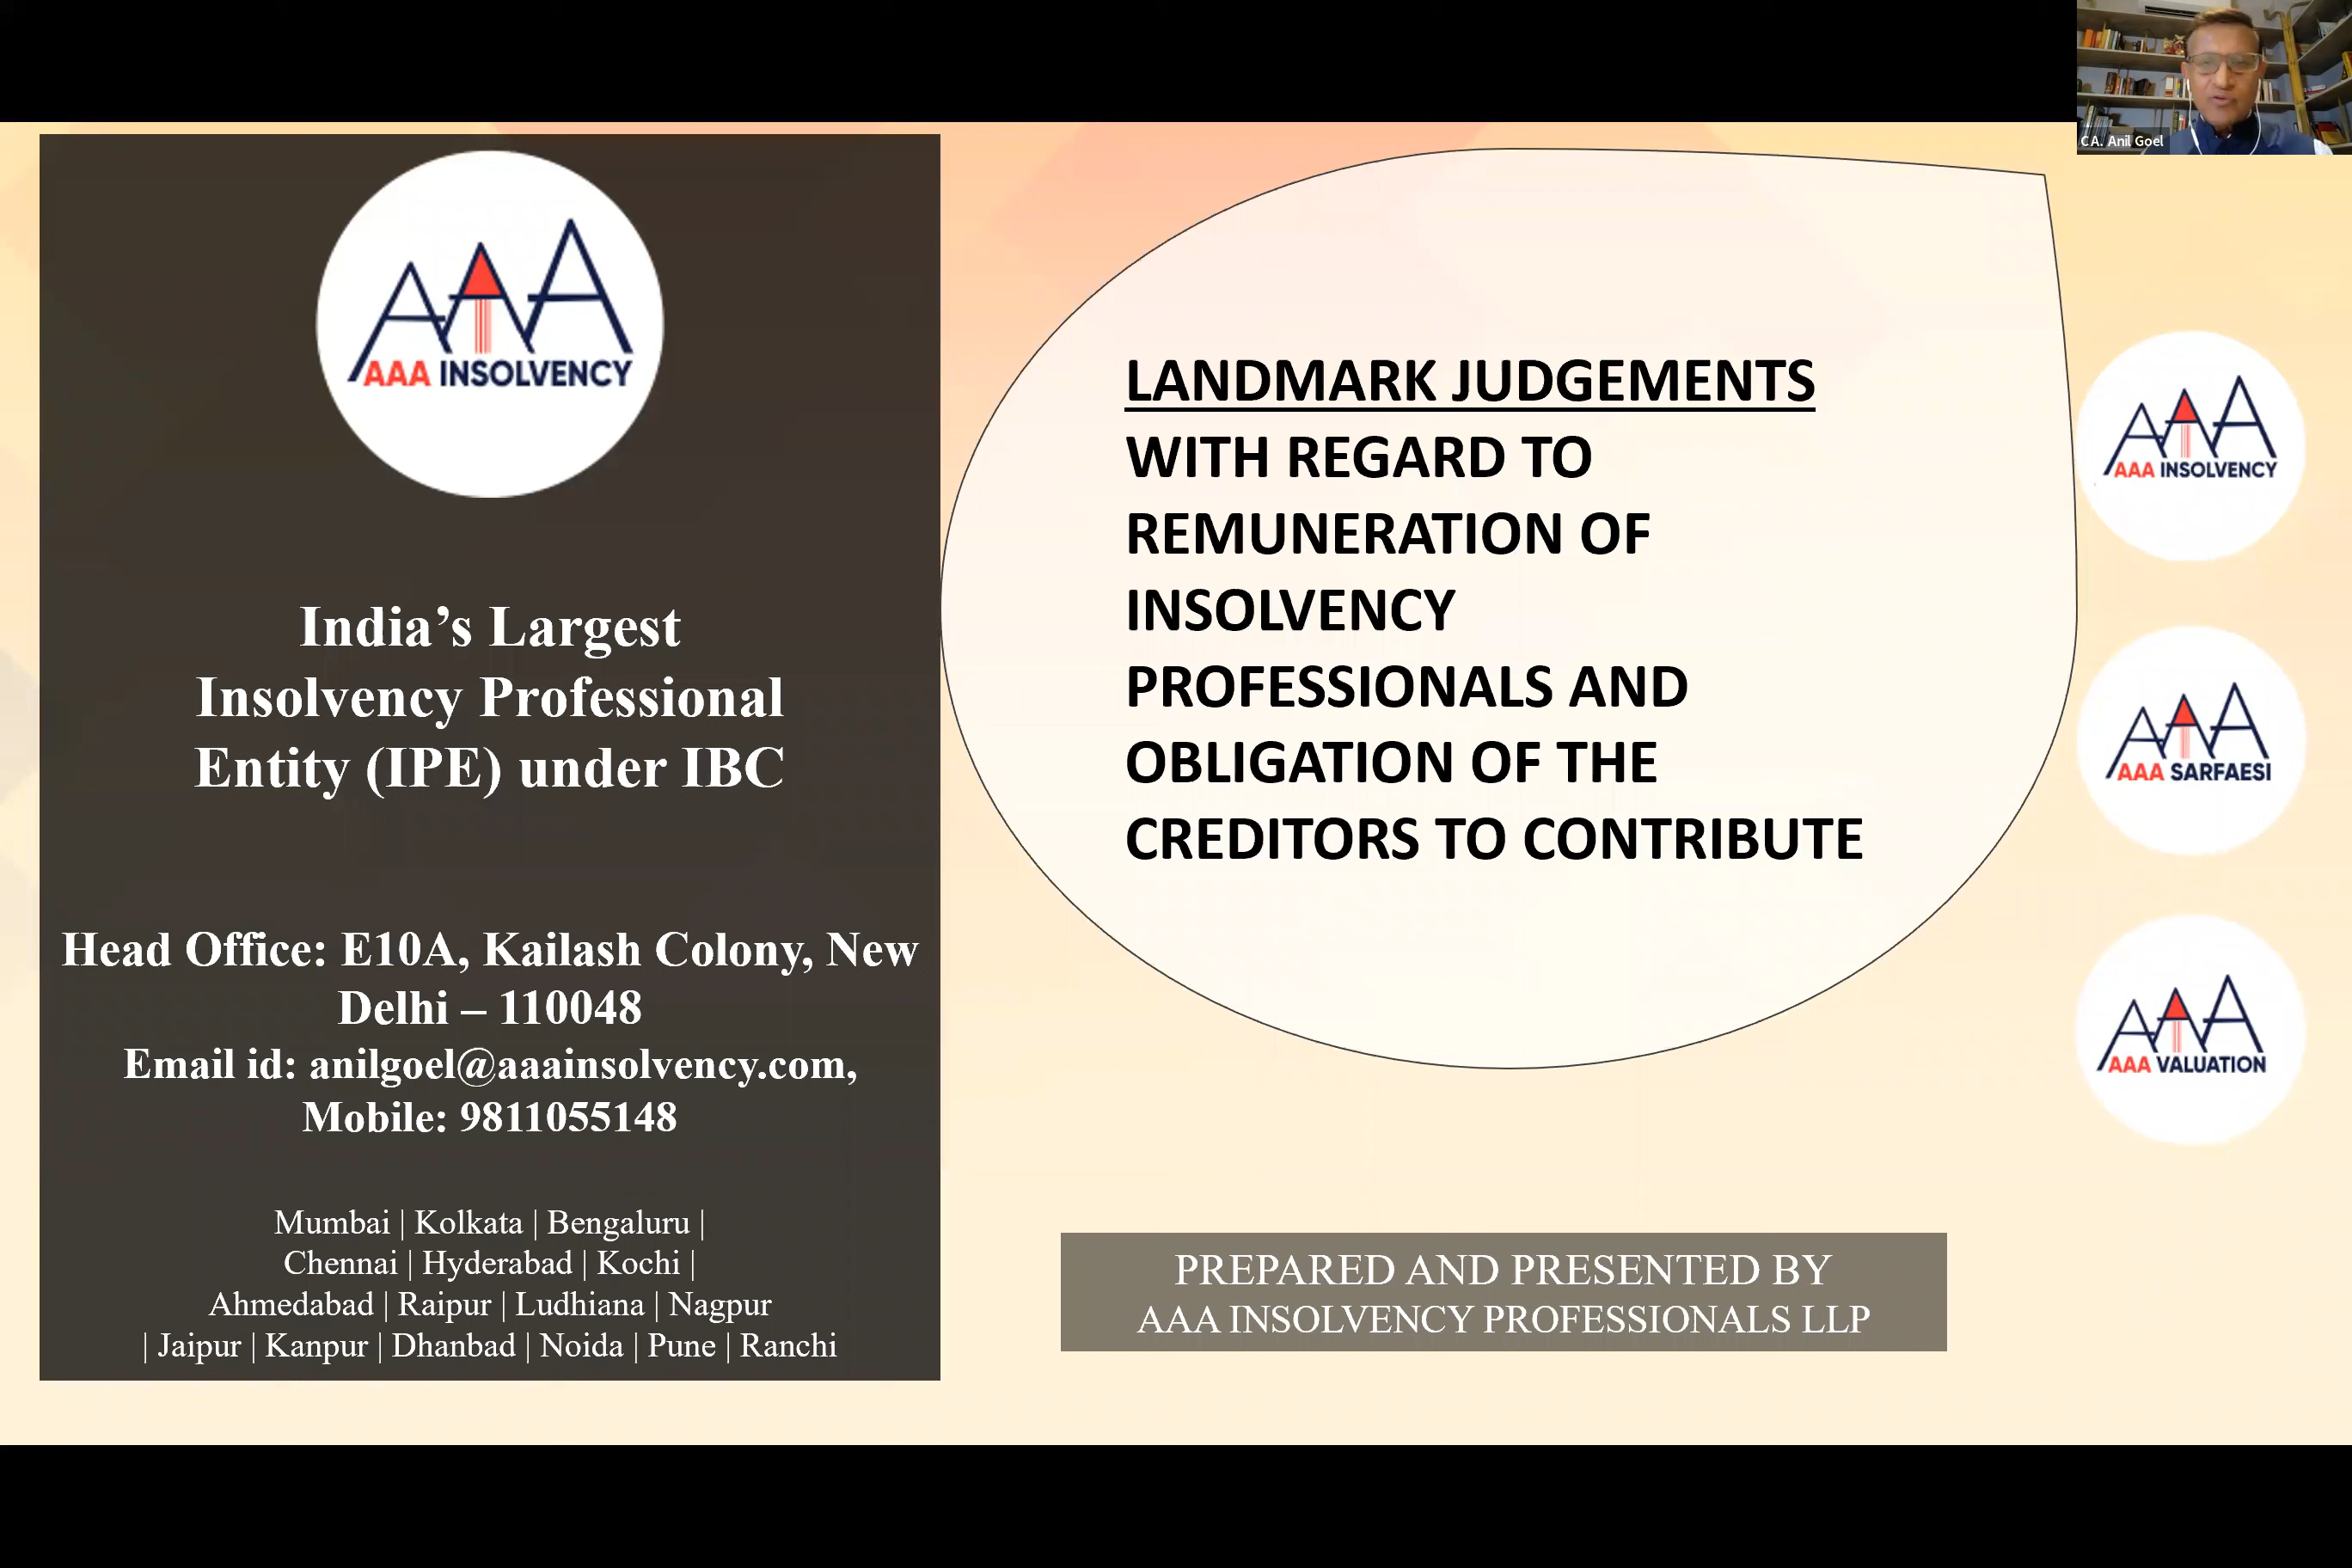 CA. Anil Goel
AAA INSOLVENCY
India’s Largest
Insolvency Professional
Entity (IPE) under IBC
Head Office: E10A, Kailash Colony, New
Delhi – 110048
Email id: anilgoel@aaainsolvency.com,
Mobile: 9811055148
Mumbai | Kolkata | Bengaluru |
Chennai | Hyderabad | Kochi |
Ahmedabad | Raipur | Ludhiana | Nagpur
| Jaipur | Kanpur | Dhanbad | Noida | Pune | Ranchi
LANDMARK JUDGEMENTS
WITH REGARD TO
REMUNERATION OF
INSOLVENCY
PROFESSIONALS AND
OBLIGATION OF THE
CREDITORS TO CONTRIBUTE
PREPARED AND PRESENTED BY
AAA INSOLVENCY PROFESSIONALS LLP
AAA INSOLVENCY
AAA SARFAESI
AAA VALUATION